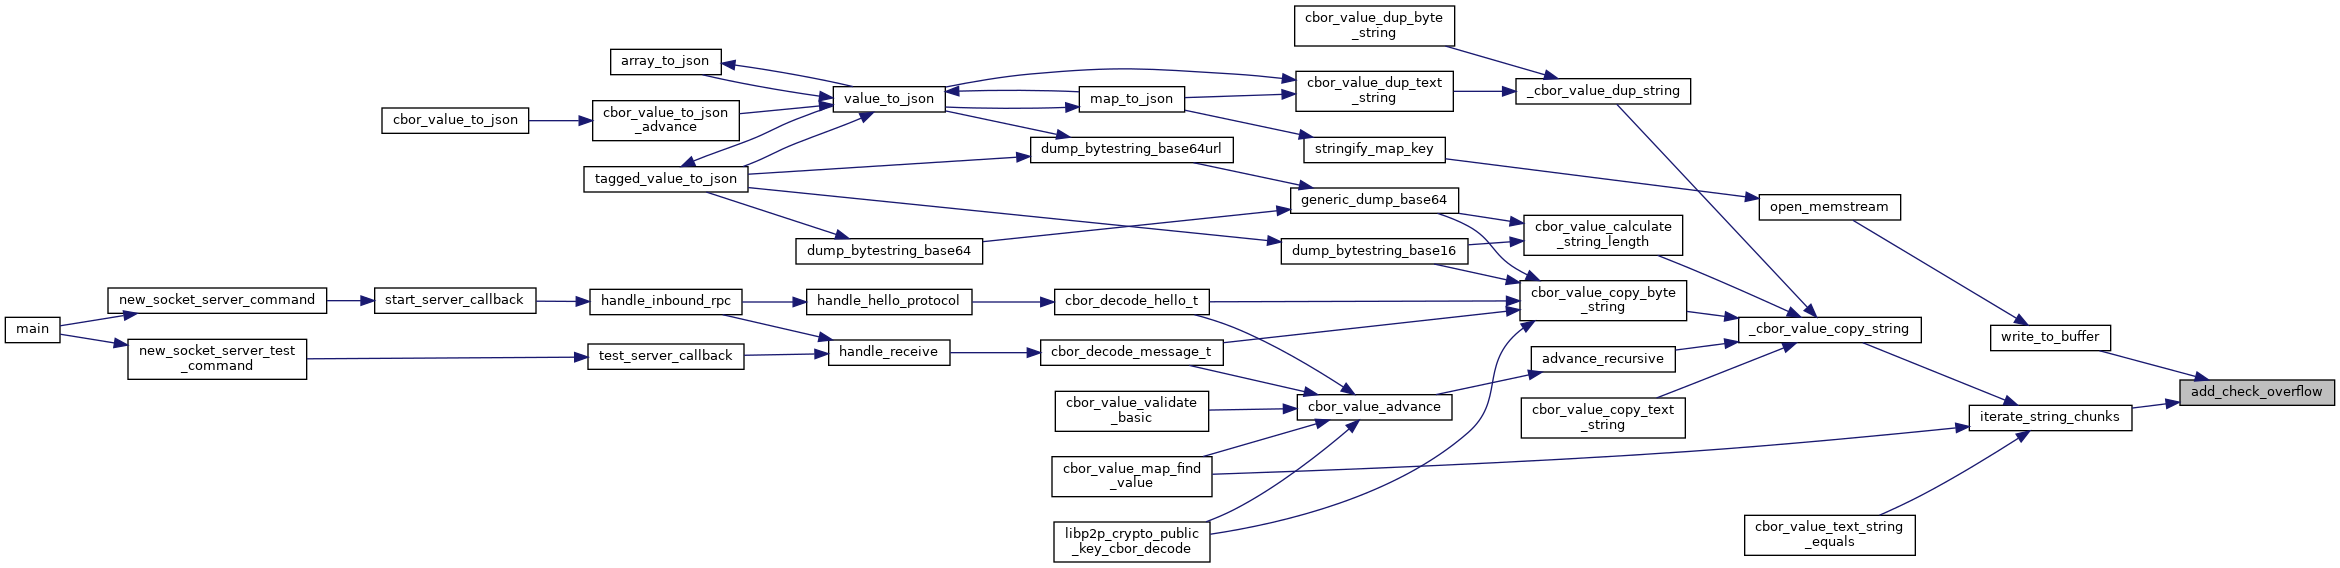 cbor_value_dup_byte
_string
array_to_json
cbor_value_dup_text
_string
_cbor_value_dup_string
value_to_json
map_to_json
cbor_value_to_json
cbor_value_to_json
_advance
dump_bytestring_base64url
stringify_map_key
tagged_value_to_json
generic_dump_base64
open_memstream
cbor_value_calculate
_string_length
dump_bytestring_base64
dump_bytestring_base16
new_socket_server_command
start_server_callback
handle_inbound_rpc
handle_hello_protocol
cbor_decode_hello_t
cbor_value_copy_byte
_string
main
_cbor_value_copy_string
write_to_buffer
new_socket_server_test
_command
test_server_callback
handle_receive
cbor_decode_message_t
advance_recursive
add_check_overflow
cbor_value_validate
_basic
cbor_value_advance
cbor_value_copy_text
_string
iterate_string_chunks
cbor_value_map_find
_value
libp2p_crypto_public
_key_cbor_decode
cbor_value_text_string
_equals